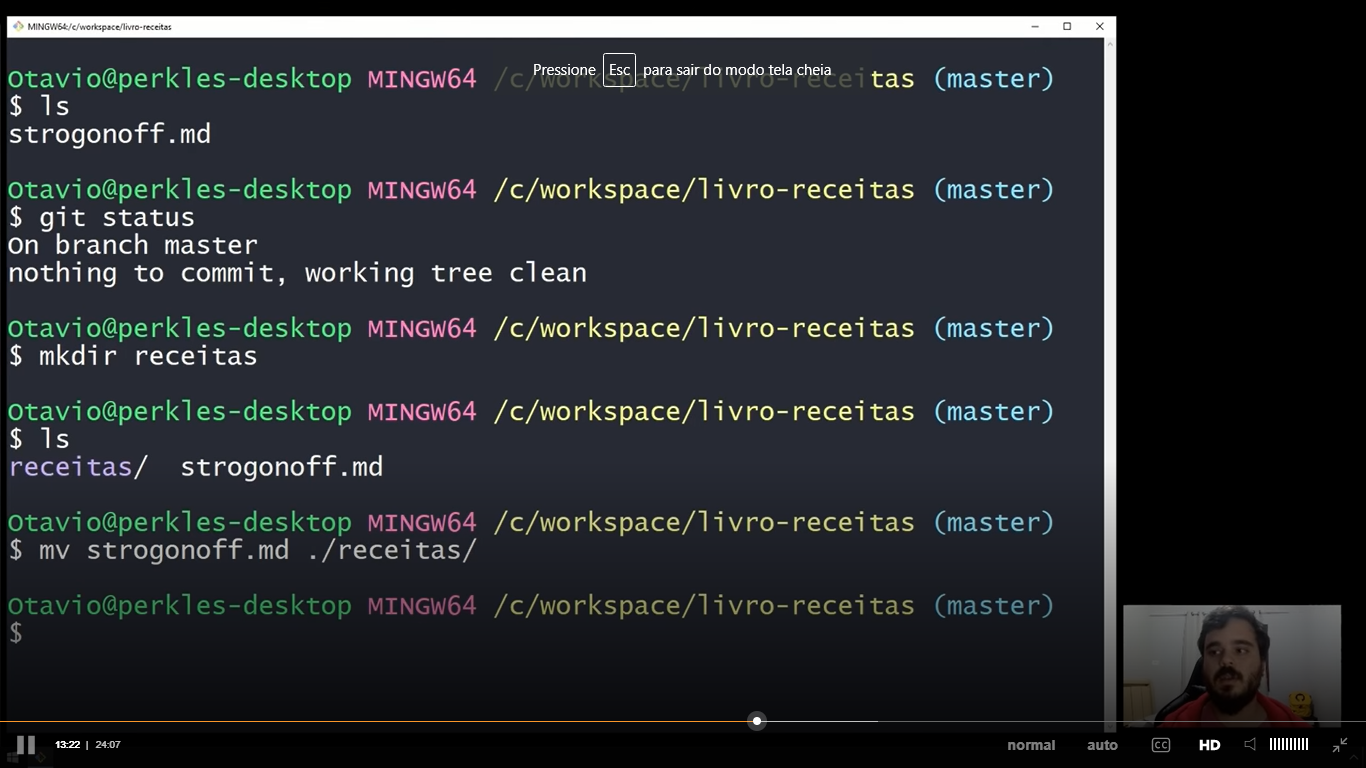 MINGW64:/c/workspace/livro-receitas
Pressione Esc para sair do modo tela cheia
Otavio@perkles-desktop MINGW64 /c/workspace/livro-receitas (master)
$ ls
strogonoff.md
Otavio@perkles-desktop MINGW64 /c/workspace/livro-receitas (master)
$ git status
On branch master
nothing to commit, working tree clean
Otavio@perkles-desktop MINGW64 /c/workspace/livro-receitas (master)
$ mkdir receitas
Otavio@perkles-desktop MINGW64 /c/workspace/livro-receitas (master)
$ ls
receitas/ strogonoff.md
Otavio@perkles-desktop MINGW64 /c/workspace/livro-receitas (master)
$ mv strogonoff.md ./receitas/
Otavio@perkles-desktop MINGW64 /c/workspace/livro-receitas (master)
$
13:22 | 24:07 normal auto CC HD